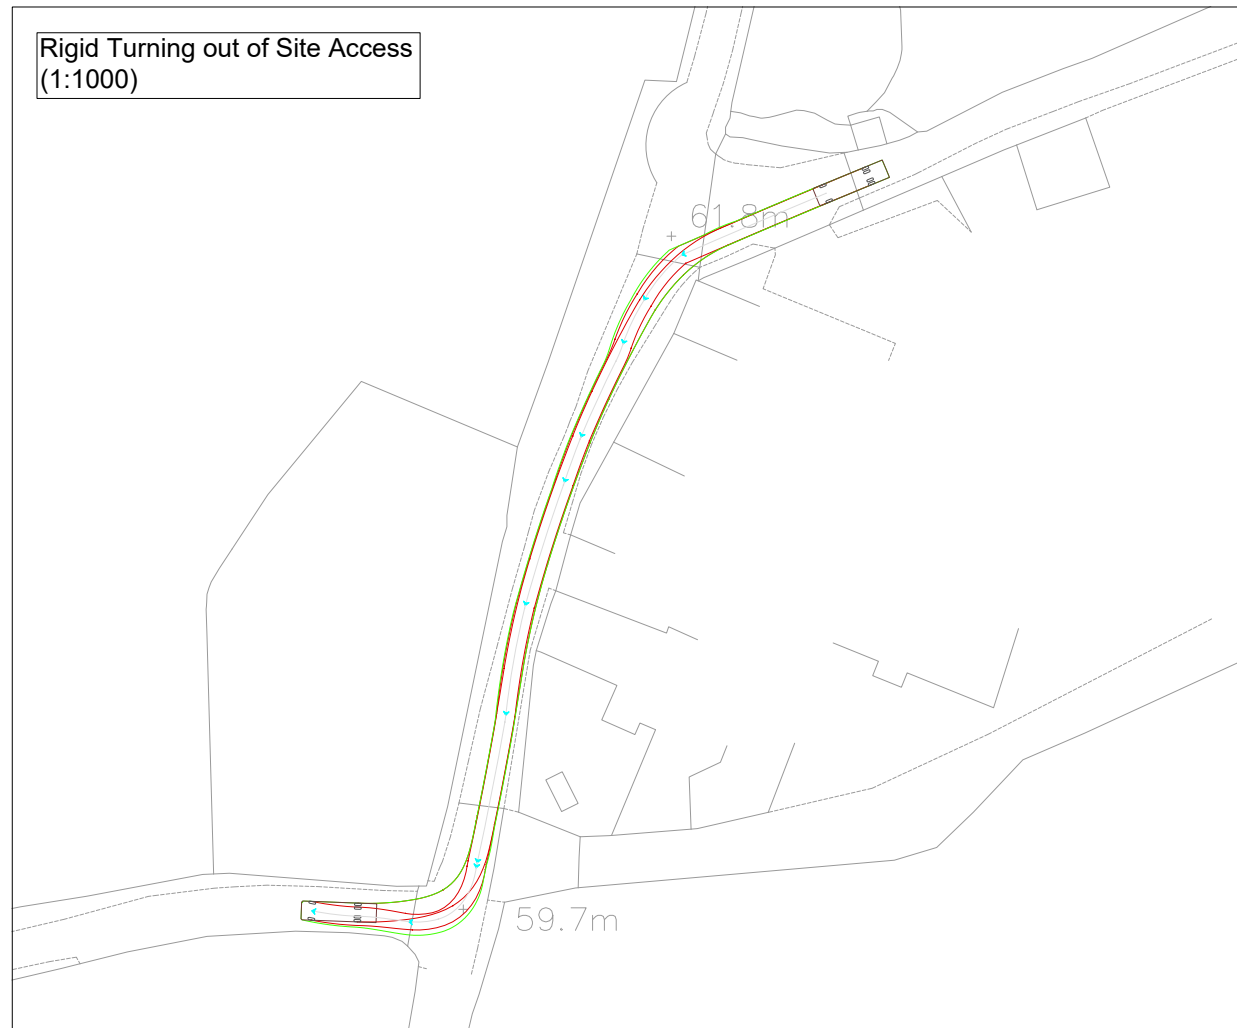 Rigid Turning out of Site Access
(1:1000)
61.8m
59.7m